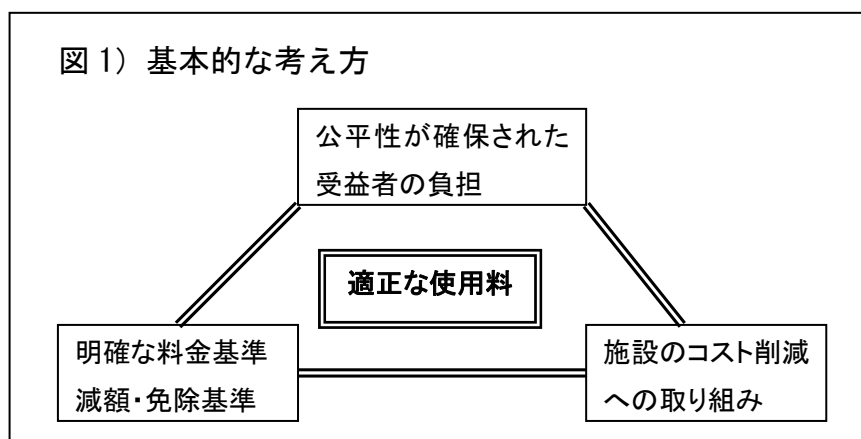 図1) 基本的な考え方
公平性が確保された
受益者の負担
適正な使用料
明確な料金基準
減額・免除基準
施設のコスト削減
への取り組み